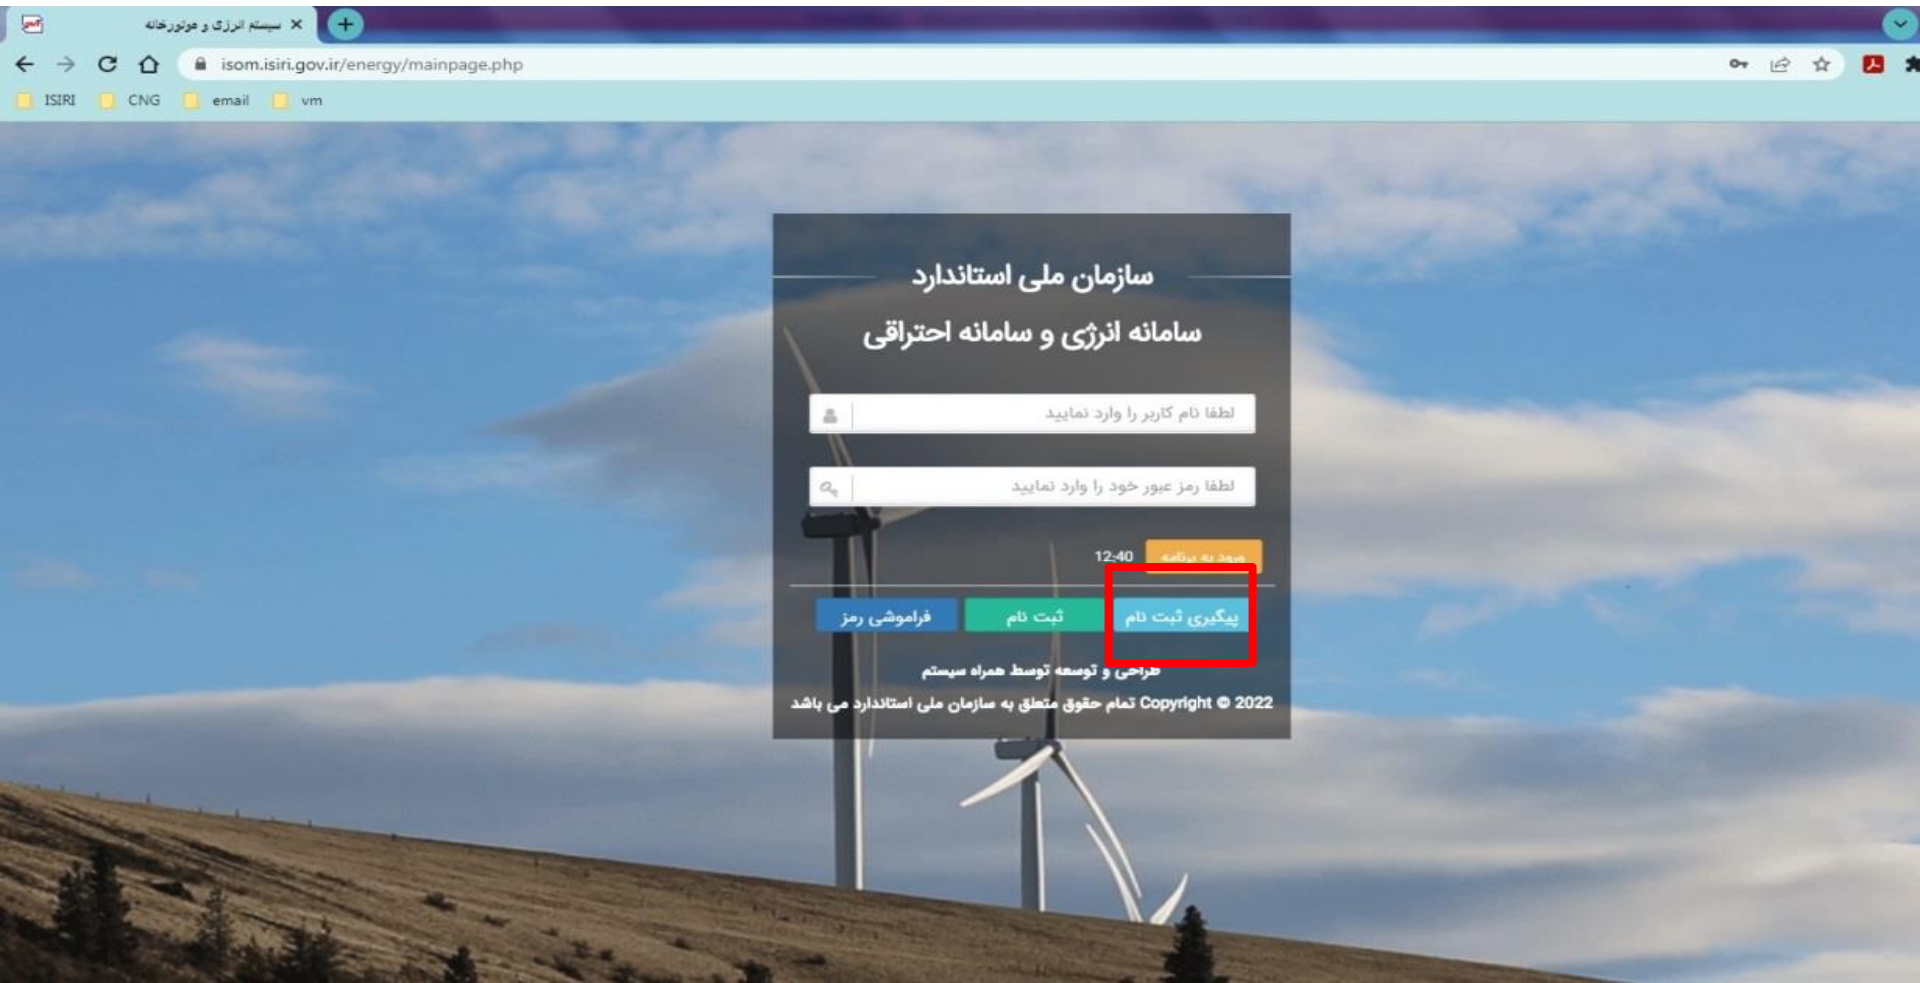 سیستم انرژی و موتورخانه
isom.isiri.gov.ir/energy/mainpage.php
ISIRI CNG email vm
سازمان ملی استاندارد
سامانه انرژی و سامانه احتراقی
لطفا نام کاربر را وارد نمایید
لطفا رمز عبور خود را وارد نمایید
ورود به برنامه 12:40
پیگیری ثبت نام ثبت نام فراموشی رمز
طراحی و توسعه توسط همراه سیستم
Copyright © 2022 تمام حقوق متعلق به سازمان ملی استاندارد می باشد